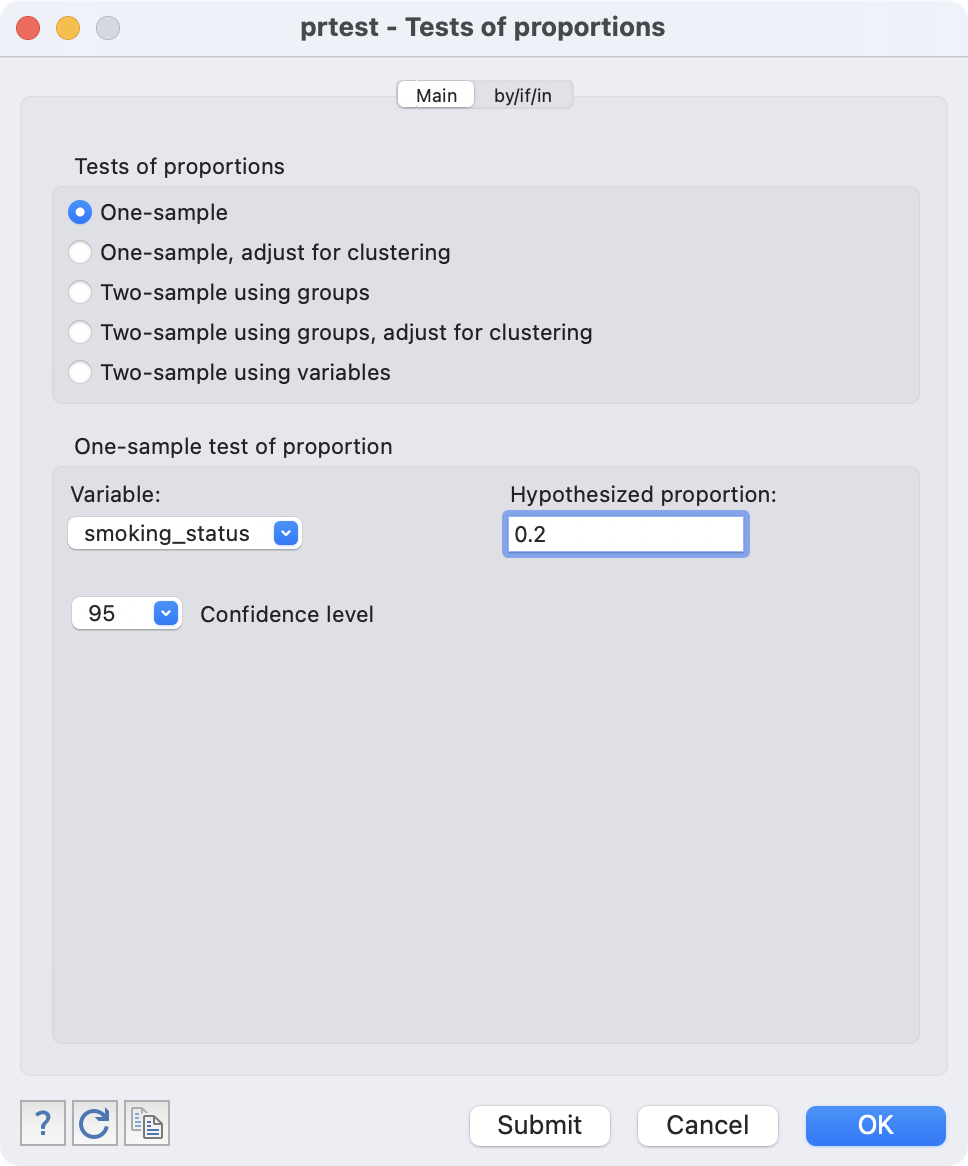 prtest - Tests of proportions
Main by/if/in
Tests of proportions
One-sample
One-sample, adjust for clustering
Two-sample using groups
Two-sample using groups, adjust for clustering
Two-sample using variables
One-sample test of proportion
Variable: Hypothesized proportion:
smoking_status 0.2
95 Confidence level
? Submit Cancel OK